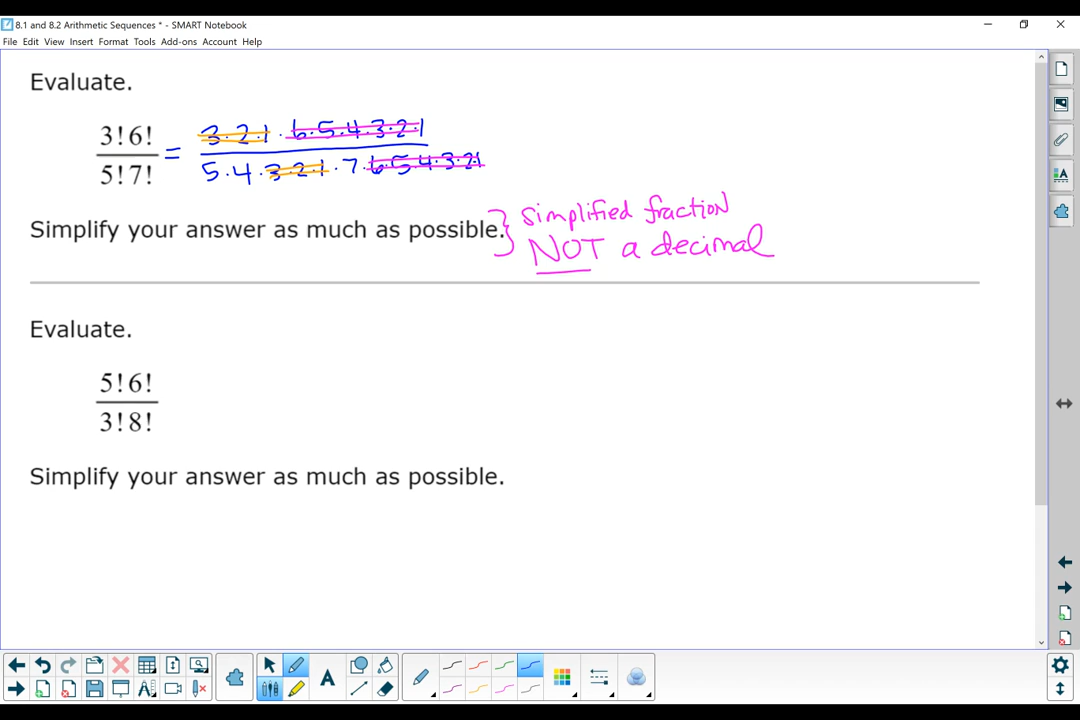 8.1 and 8.2 Arithmetic Sequences * - SMART Notebook
File Edit View Insert Format Tools Add-ons Account Help
Evaluate.
3!6! / 5!7! = 3·2·1·6·5·4·3·2·1 / 5·4·3·2·1·7·6·5·4·3·2·1
Simplify your answer as much as possible. } simplified fraction
NOT a decimal
Evaluate.
5!6! / 3!8!
Simplify your answer as much as possible.